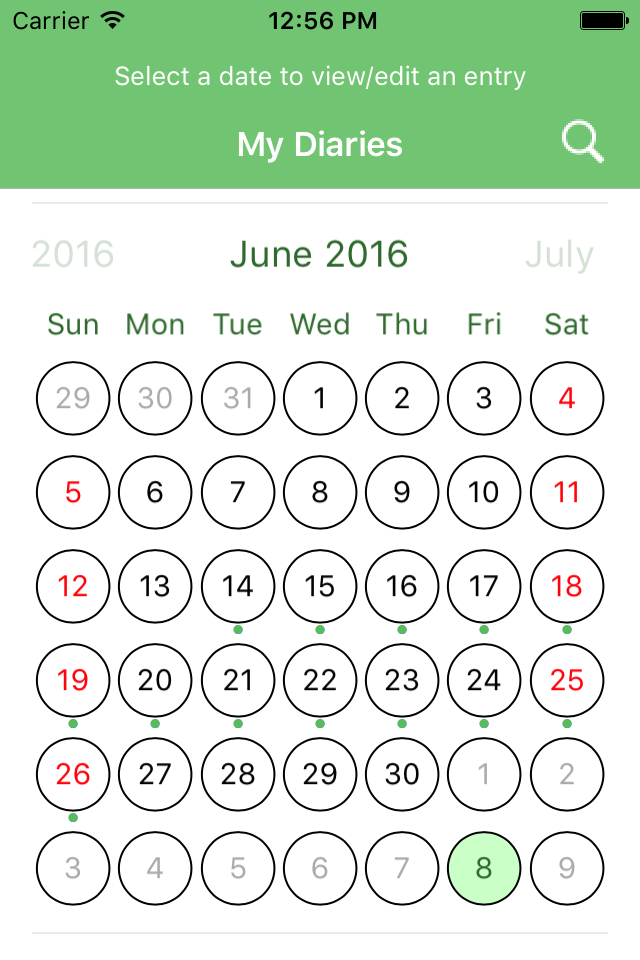 Carrier 12:56 PM
Select a date to view/edit an entry
My Diaries
2016 June 2016 July
Sun Mon Tue Wed Thu Fri Sat
29 30 31 1 2 3 4
5 6 7 8 9 10 11
12 13 14 15 16 17 18
19 20 21 22 23 24 25
26 27 28 29 30 1 2
3 4 5 6 7 8 9